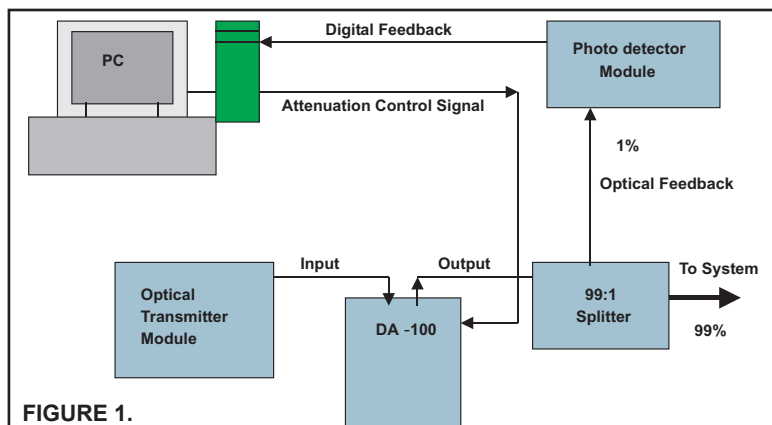 Digital Feedback
PC
Photo detector
Module
Attenuation Control Signal
1%
Optical Feedback
Input
Output
To System
Optical
Transmitter
Module
DA -100
99:1
Splitter
99%
FIGURE 1.